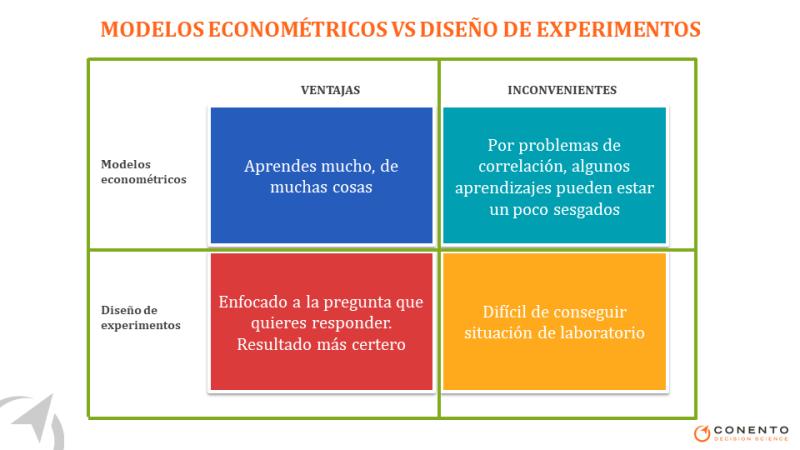 MODELOS ECONOMÉTRICOS VS DISEÑO DE EXPERIMENTOS
VENTAJAS
INCONVENIENTES
Modelos
econométricos
Aprendes mucho, de
muchas cosas
Por problemas de
correlación, algunos
aprendizajes pueden estar
un poco sesgados
Diseño de
experimentos
Enfocado a la pregunta que
quieres responder.
Resultado más certero
Difícil de conseguir
situación de laboratorio
CONENTO
DECISION SCIENCE